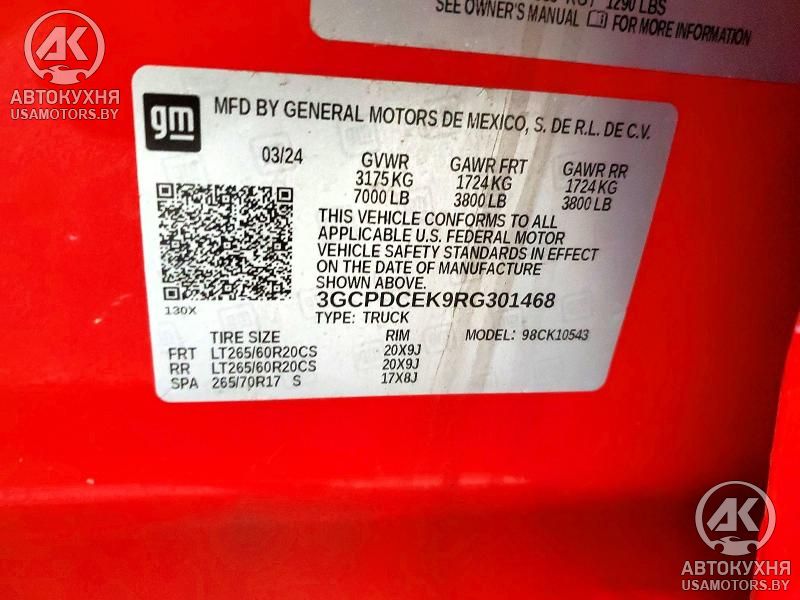 1290 LBS
SEE OWNER'S MANUAL FOR MORE INFORMATION
AK
АВТОКУХНЯ
USAMOTORS.BY
gm
MFD BY GENERAL MOTORS DE MEXICO, S. DE R.L. DE C.V.
03/24 GVWR GAWR FRT GAWR RR
3175 KG 1724 KG 1724 KG
7000 LB 3800 LB 3800 LB
THIS VEHICLE CONFORMS TO ALL
APPLICABLE U.S. FEDERAL MOTOR
VEHICLE SAFETY STANDARDS IN EFFECT
ON THE DATE OF MANUFACTURE
SHOWN ABOVE.
3GCPDCEK9RG301468
130X
TYPE: TRUCK MODEL: 98CK10543
TIRE SIZE RIM
FRT LT265/60R20CS 20X9J
RR LT265/60R20CS 20X9J
SPA 265/70R17 S 17X8J
AK
АВТОКУХНЯ
USAMOTORS.BY